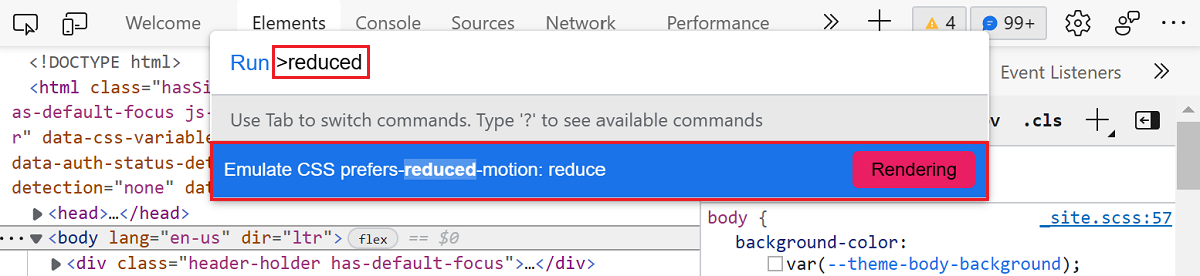 Welcome Elements Console Sources Network Performance 4 99+
Run >reduced
<!DOCTYPE html>
<html class="hasSi
Event Listeners
as-default-focus js-
Use Tab to switch commands. Type '?' to see available commands
r" data-css-variabl
.cls
data-auth-status-de
Emulate CSS prefers-reduced-motion: reduce Rendering
detection="none" dat
<head>…</head>
<body lang="en-us" dir="ltr"> flex == $0
<div class="header-holder has-default-focus">…</div>
body { _site.scss:57
background-color:
var(--theme-body-background);